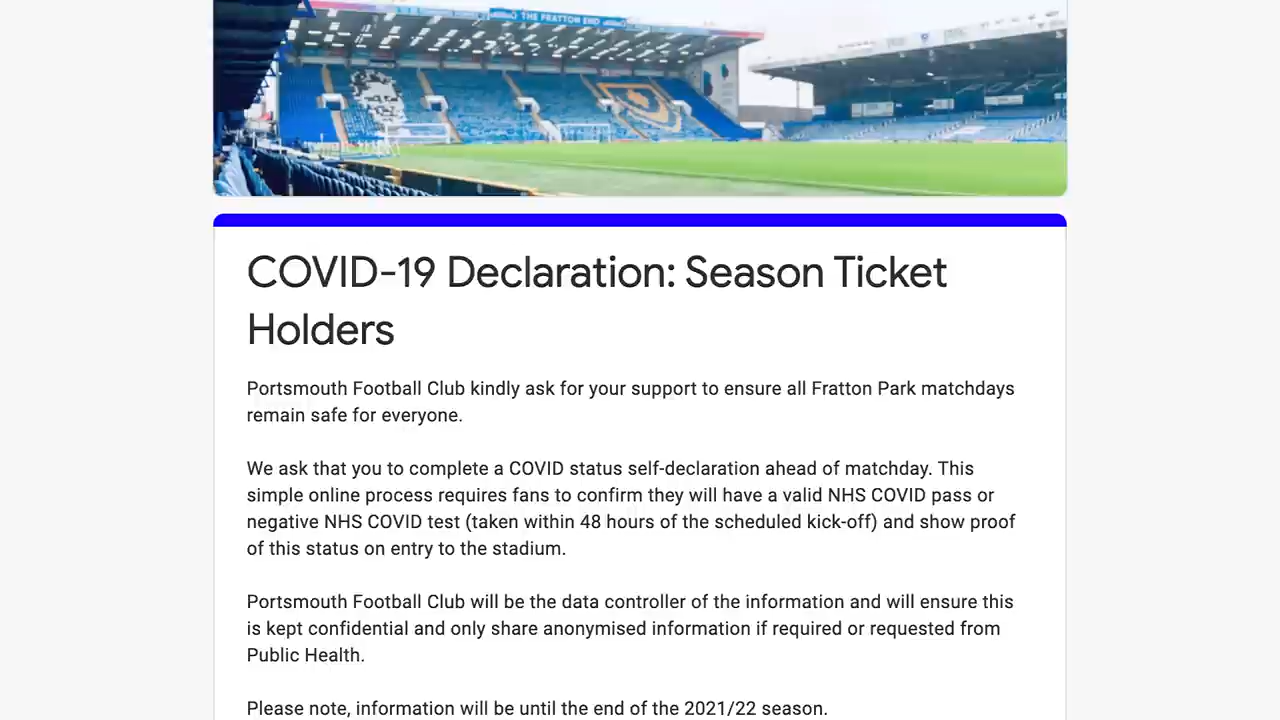 THE FRATTON END
COVID-19 Declaration: Season Ticket
Holders
Portsmouth Football Club kindly ask for your support to ensure all Fratton Park matchdays
remain safe for everyone.
We ask that you to complete a COVID status self-declaration ahead of matchday. This
simple online process requires fans to confirm they will have a valid NHS COVID pass or
negative NHS COVID test (taken within 48 hours of the scheduled kick-off) and show proof
of this status on entry to the stadium.
Portsmouth Football Club will be the data controller of the information and will ensure this
is kept confidential and only share anonymised information if required or requested from
Public Health.
Please note, information will be until the end of the 2021/22 season.